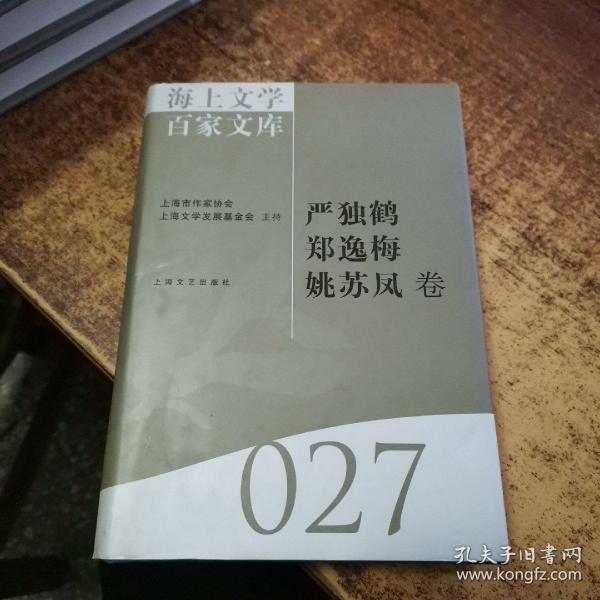 海上文学
百家文库
上海市作家协会
上海文学发展基金会 主持
上海文艺出版社
严独鹤
郑逸梅
姚苏凤 卷
027
孔夫子旧书网
www.kongfz.com